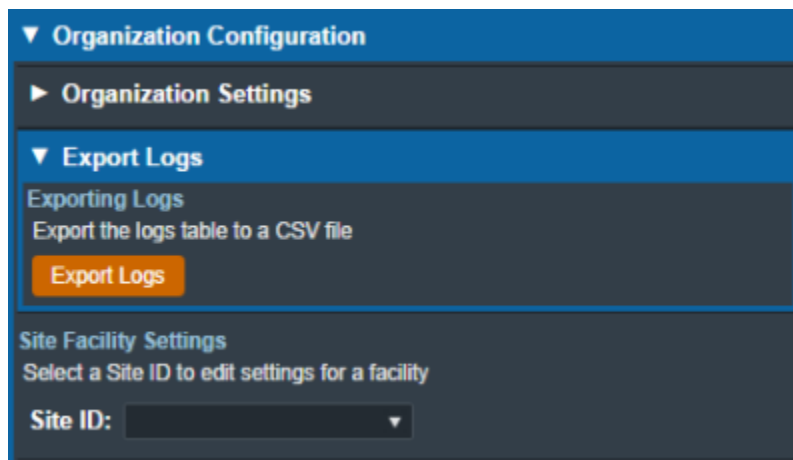 ▼ Organization Configuration
► Organization Settings
▼ Export Logs
Exporting Logs
Export the logs table to a CSV file
Export Logs
Site Facility Settings
Select a Site ID to edit settings for a facility
Site ID: